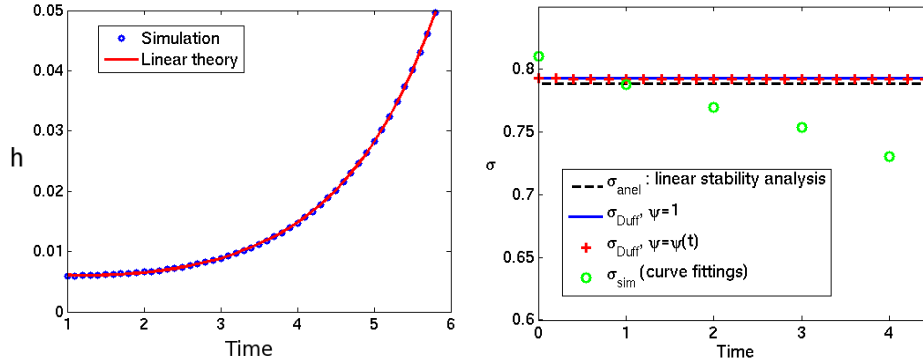 0.05
0.04
0.03
0.02
0.01
0
h
Simulation
Linear theory
1 2 3 4 5 6
Time
0.8
0.75
0.7
0.65
0.6
σ
σanel : linear stability analysis
σDuff, ψ=1
σDuff, ψ=ψ(t)
σsim (curve fittings)
0 1 2 3 4
Time